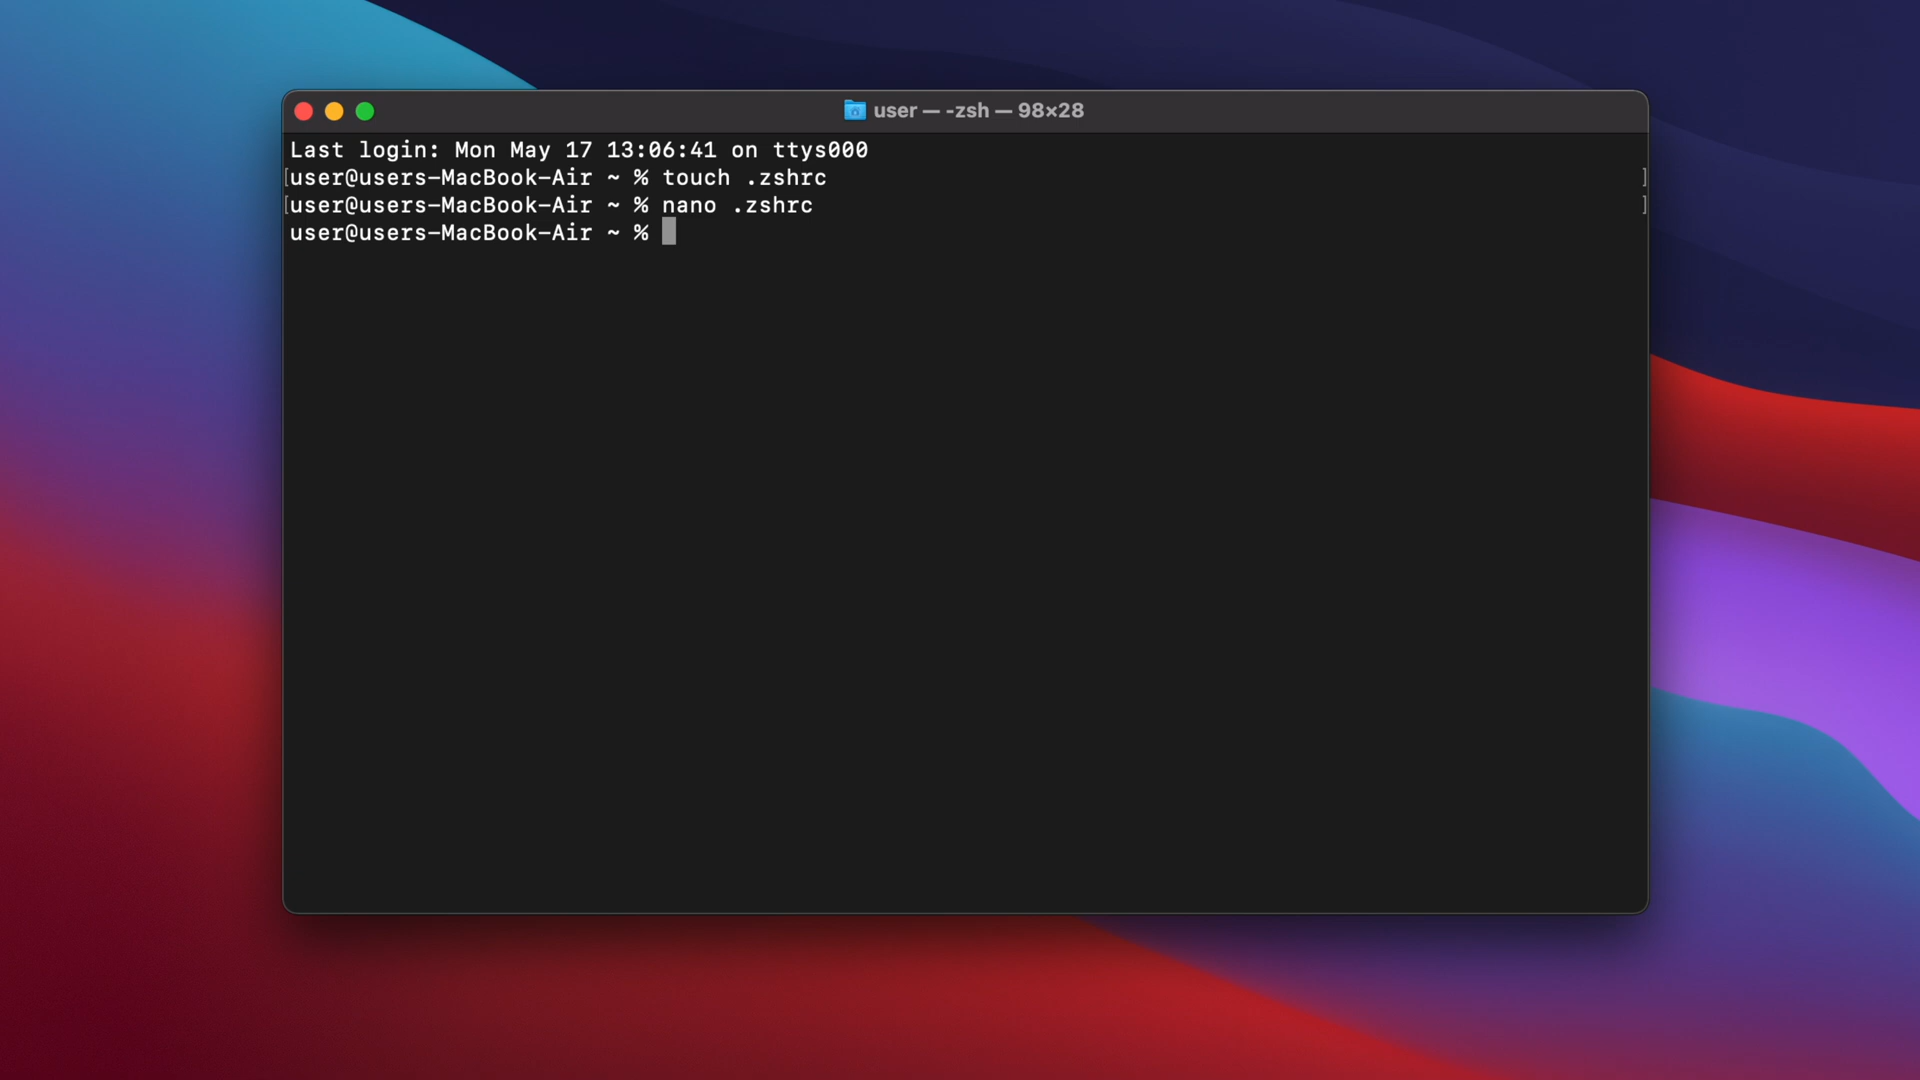 user — -zsh — 98×28
Last login: Mon May 17 13:06:41 on ttys000
[user@users-MacBook-Air ~ % touch .zshrc ]
[user@users-MacBook-Air ~ % nano .zshrc ]
user@users-MacBook-Air ~ %